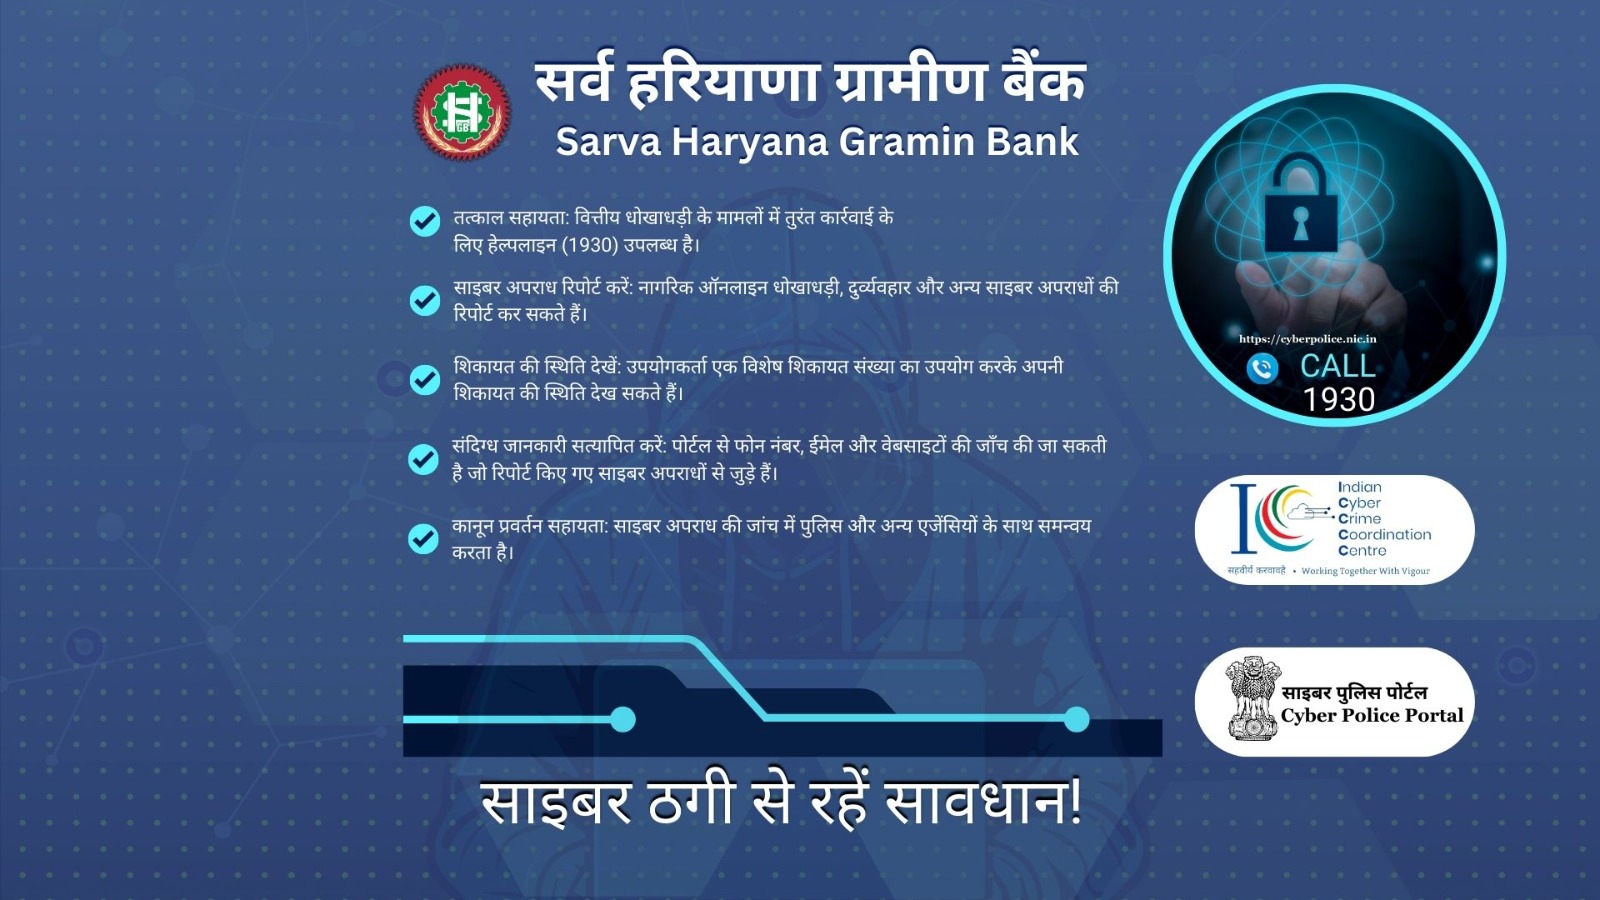 सर्व हरियाणा ग्रामीण बैंक
Sarva Haryana Gramin Bank
तत्काल सहायता: वित्तीय धोखाधड़ी के मामलों में तुरंत कार्रवाई के
लिए हेल्पलाइन (1930) उपलब्ध है।
साइबर अपराध रिपोर्ट करें: नागरिक ऑनलाइन धोखाधड़ी, दुर्व्यवहार और अन्य साइबर अपराधों की
रिपोर्ट कर सकते हैं।
शिकायत की स्थिति देखें: उपयोगकर्ता एक विशेष शिकायत संख्या का उपयोग करके अपनी
शिकायत की स्थिति देख सकते हैं।
संदिग्ध जानकारी सत्यापित करें: पोर्टल से फोन नंबर, ईमेल और वेबसाइटों की जाँच की जा सकती
है जो रिपोर्ट किए गए साइबर अपराधों से जुड़े हैं।
कानून प्रवर्तन सहायता: साइबर अपराध की जांच में पुलिस और अन्य एजेंसियों के साथ समन्वय
करता है।
साइबर ठगी से रहें सावधान!
https://cyberpolice.nic.in
CALL
1930
Indian
Cyber
Crime
Coordination
Centre
सहवीर्यं करवावहै • Working Together With Vigour
साइबर पुलिस पोर्टल
Cyber Police Portal